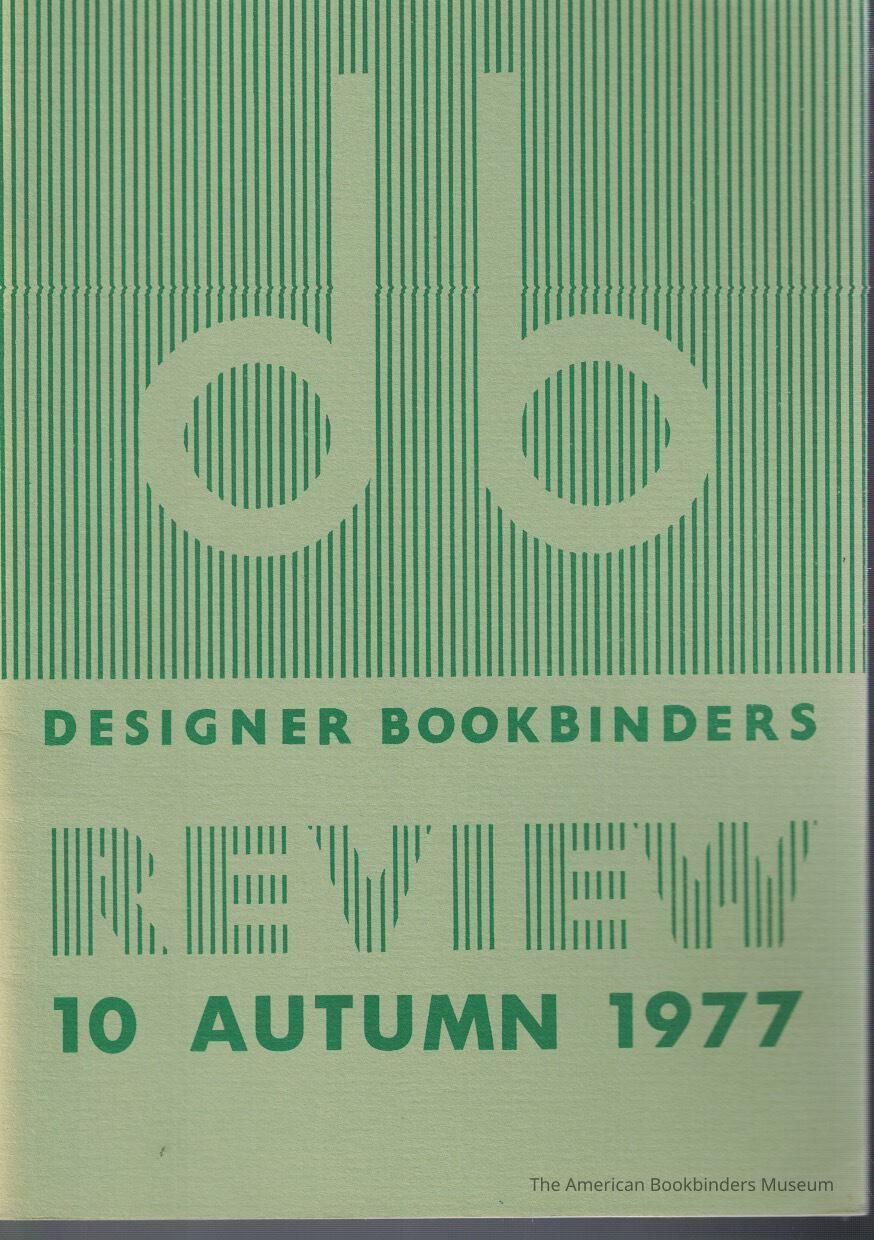 db
DESIGNER BOOKBINDERS
REVIEW
10 AUTUMN 1977
The American Bookbinders Museum